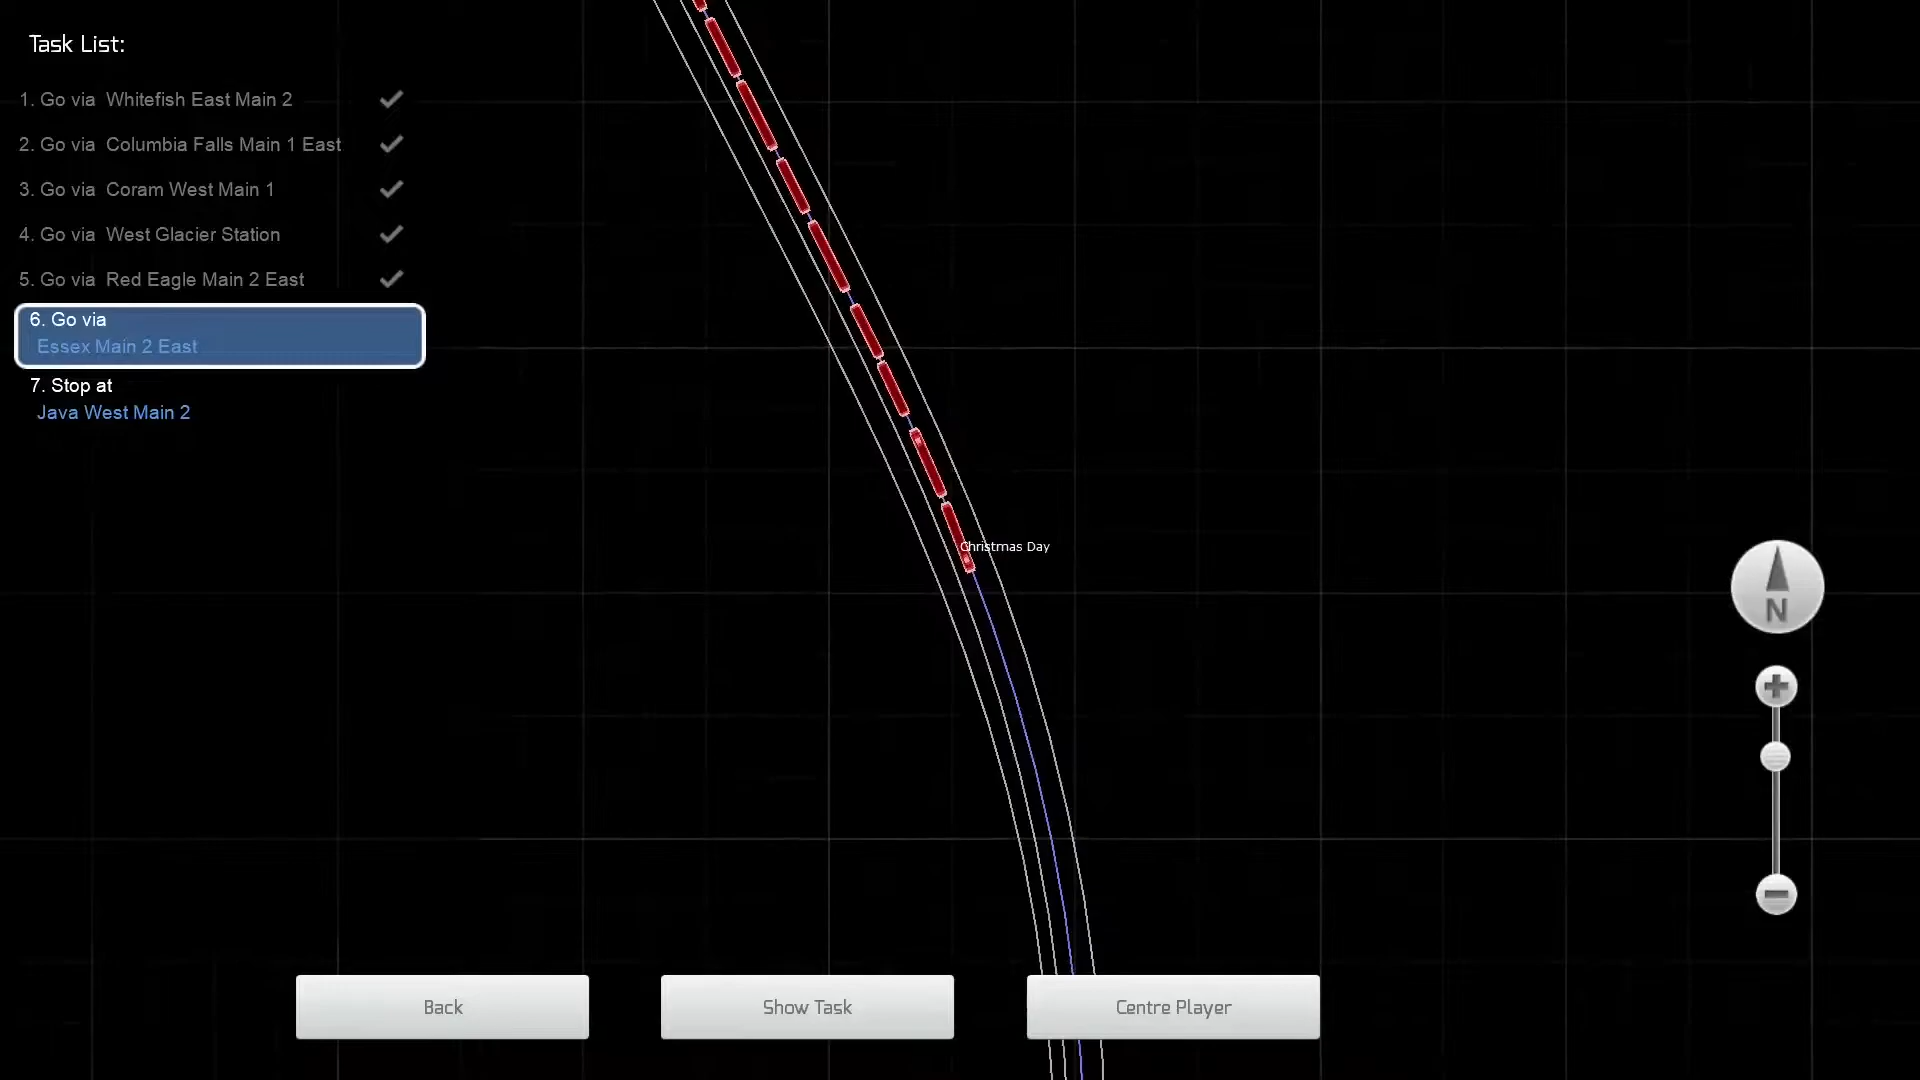 Task List:
1. Go via Whitefish East Main 2
2. Go via Columbia Falls Main 1 East
3. Go via Coram West Main 1
4. Go via West Glacier Station
5. Go via Red Eagle Main 2 East
6. Go via
Essex Main 2 East
7. Stop at
Java West Main 2
Christmas Day
N
Back
Show Task
Centre Player